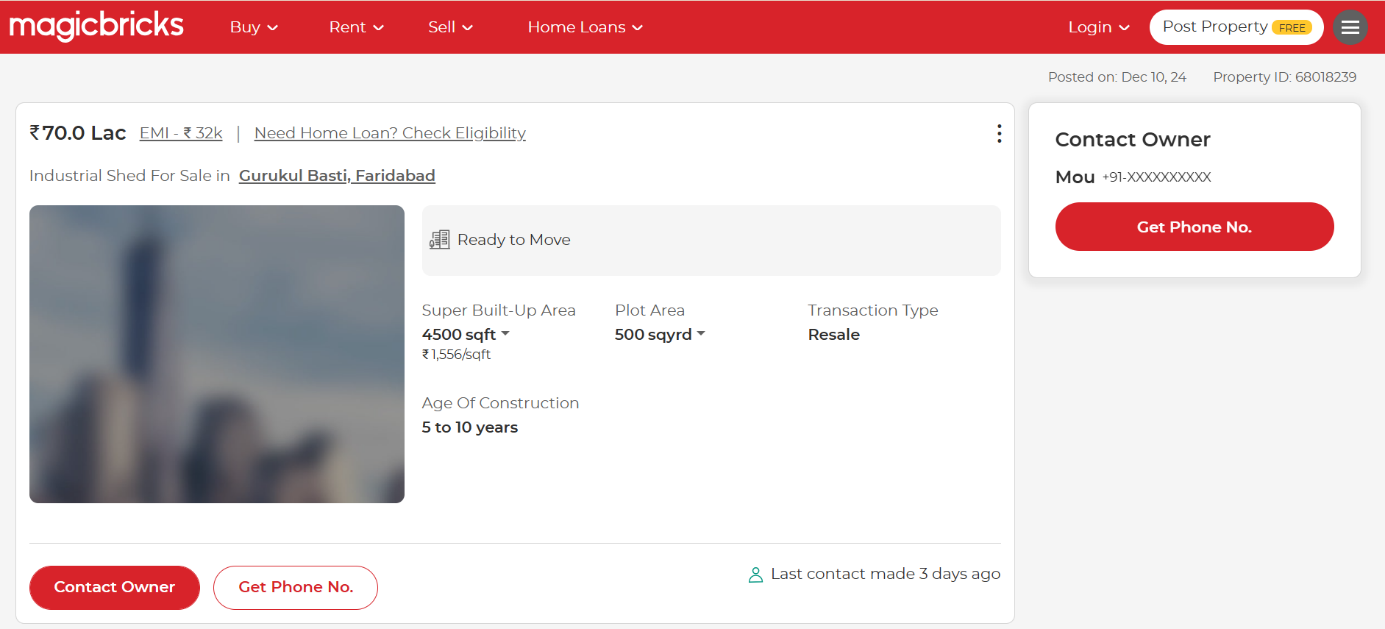 magicbricks Buy Rent Sell Home Loans Login Post Property FREE
Posted on: Dec 10, 24 Property ID: 68018239
₹70.0 Lac EMI - ₹ 32k | Need Home Loan? Check Eligibility
Industrial Shed For Sale in Gurukul Basti, Faridabad
Ready to Move
Super Built-Up Area Plot Area Transaction Type
4500 sqft 500 sqyrd Resale
₹1,556/sqft
Age Of Construction
5 to 10 years
Contact Owner Get Phone No. Last contact made 3 days ago
Contact Owner
Mou +91-XXXXXXXXXX
Get Phone No.